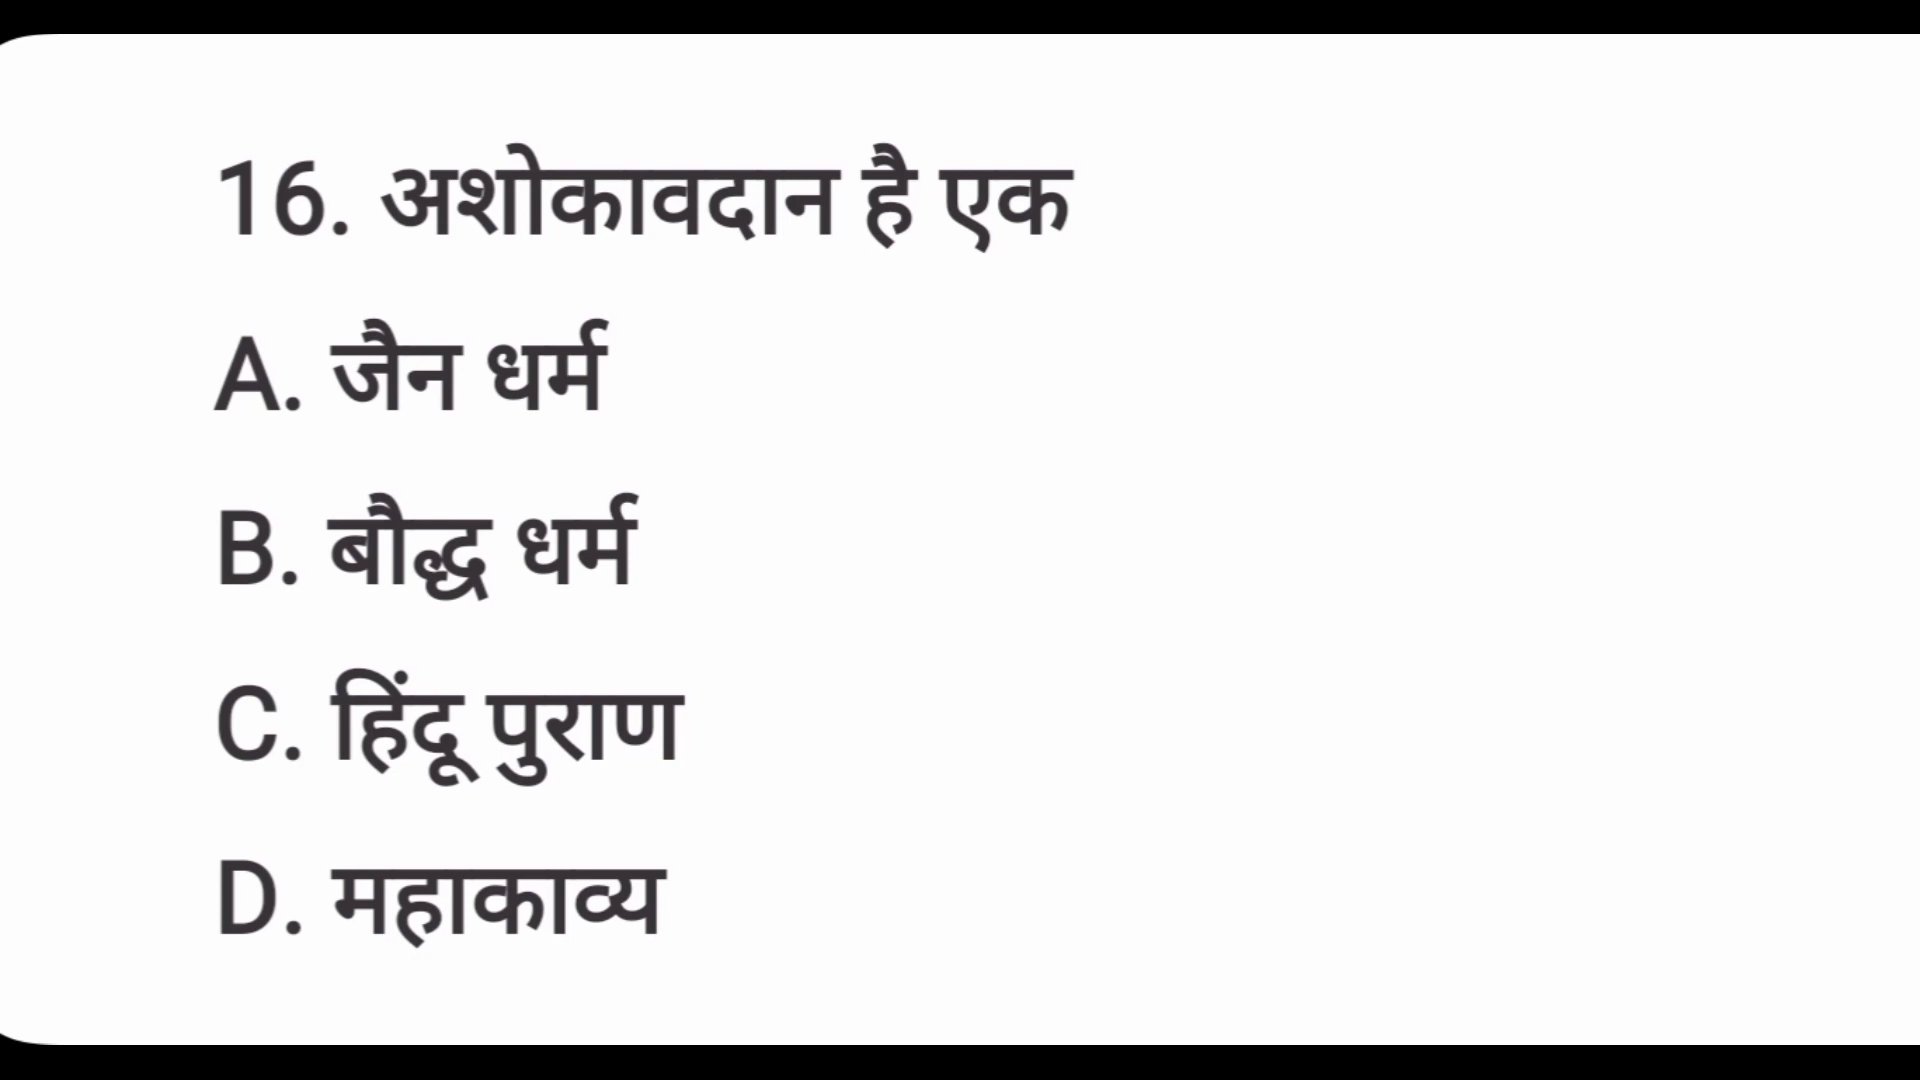 16. अशोकावदान है एक
A. जैन धर्म
B. बौद्ध धर्म
C. हिंदू पुराण
D. महाकाव्य